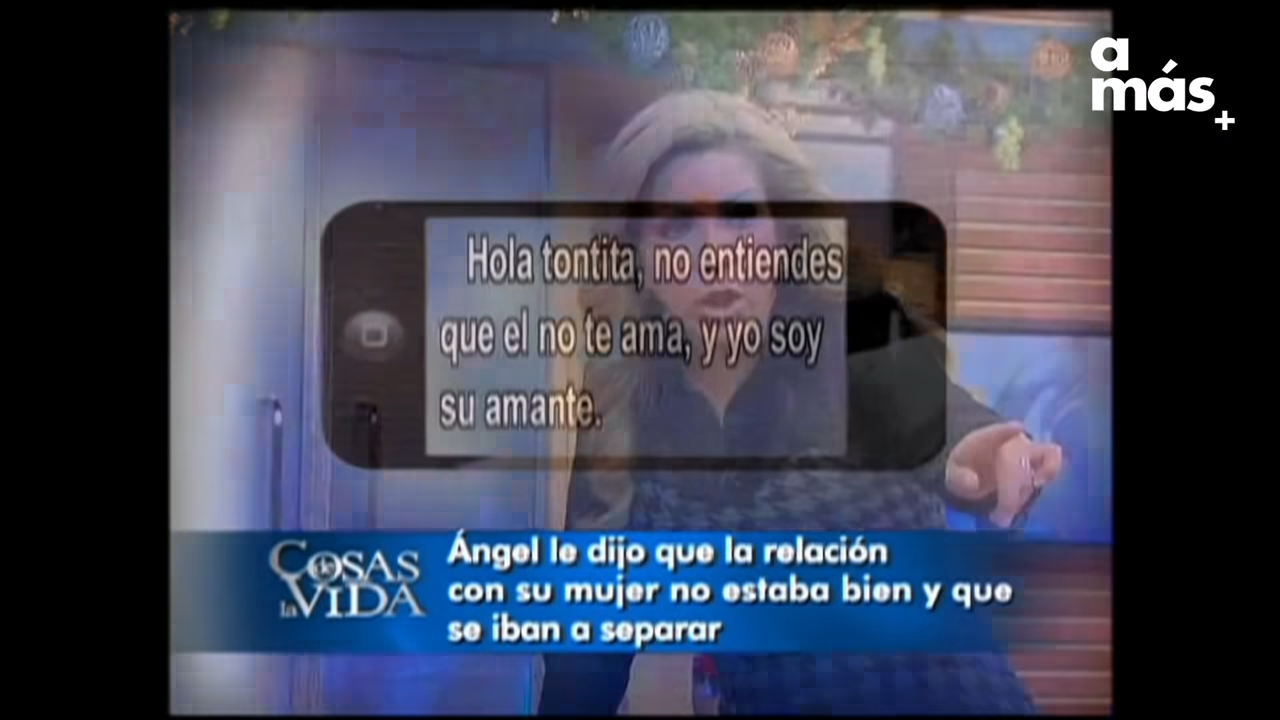 a
más
+
Hola tontita, no entiendes
que el no te ama, y yo soy
su amante.
COSAS
de
la VIDA
Ángel le dijo que la relación
con su mujer no estaba bien y que
se iban a separar